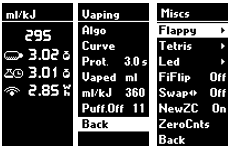 ml/kJ
295
3.02
3.01
2.85
Vaping
Algo
Curve
Prot. 3.0s
Vaped ml
ml/kJ 360
Puff.Off 11
Back
Miscs
Flappy
Tetris
Led
FiFlip Off
Swap Off
NewZC On
ZeroCnts
Back